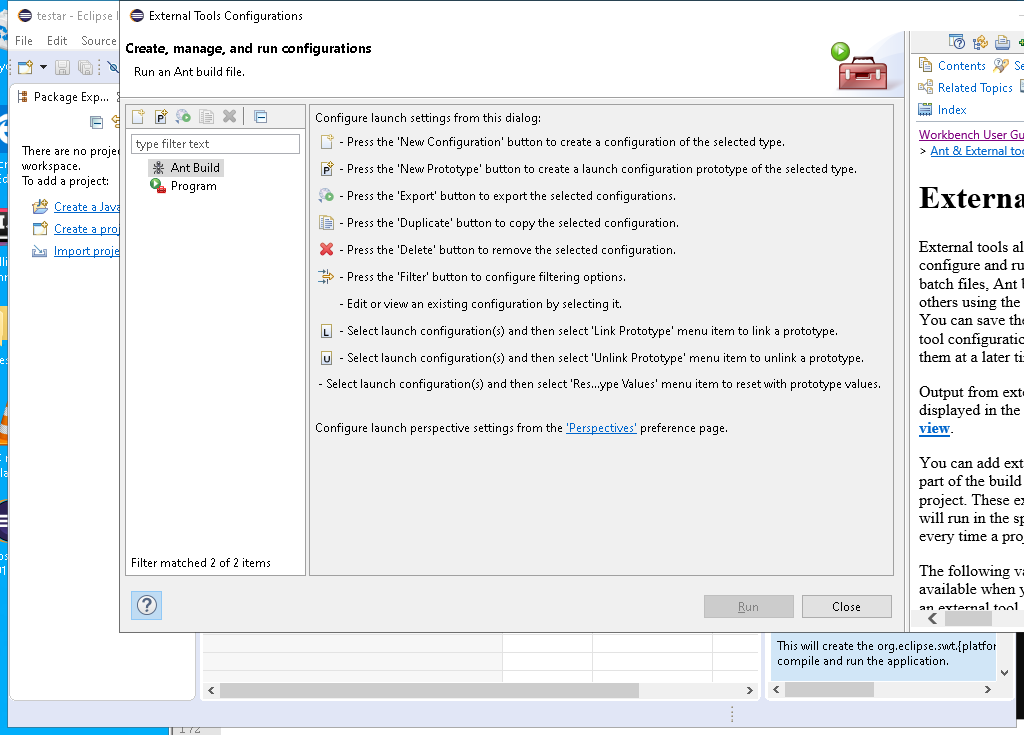 testar - Eclipse I
External Tools Configurations
File Edit Source
Create, manage, and run configurations
Run an Ant build file.
Contents
Related Topics
Index
Package Exp...
Workbench User Gu
> Ant & External too
type filter text
Ant Build
Program
Filter matched 2 of 2 items
There are no proje
workspace.
To add a project:
Create a Java
Create a proj
Import proje
Configure launch settings from this dialog:
- Press the 'New Configuration' button to create a configuration of the selected type.
- Press the 'New Prototype' button to create a launch configuration prototype of the selected type.
- Press the 'Export' button to export the selected configurations.
- Press the 'Duplicate' button to copy the selected configuration.
- Press the 'Delete' button to remove the selected configuration.
- Press the 'Filter' button to configure filtering options.
- Edit or view an existing configuration by selecting it.
L - Select launch configuration(s) and then select 'Link Prototype' menu item to link a prototype.
U - Select launch configuration(s) and then select 'Unlink Prototype' menu item to unlink a prototype.
- Select launch configuration(s) and then select 'Res...ype Values' menu item to reset with prototype values.
Configure launch perspective settings from the 'Perspectives' preference page.
Run Close
Externa
External tools al
configure and ru
batch files, Ant b
others using the
You can save the
tool configuratio
them at a later ti
Output from exte
displayed in the
view.
You can add exte
part of the build
project. These ex
will run in the sp
every time a proj
The following va
available when y
an external tool
This will create the org.eclipse.swt.{platfor
compile and run the application.